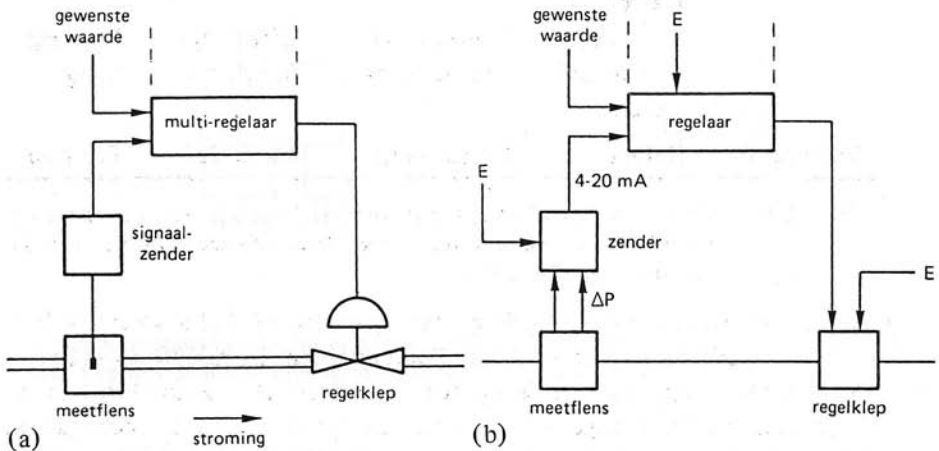 gewenste
waarde
multi-regelaar
signaal-
zender
meetflens
regelklep
stroming
(a)
gewenste
waarde
E
regelaar
4-20 mA
E
zender
ΔP
E
meetflens
regelklep
(b)